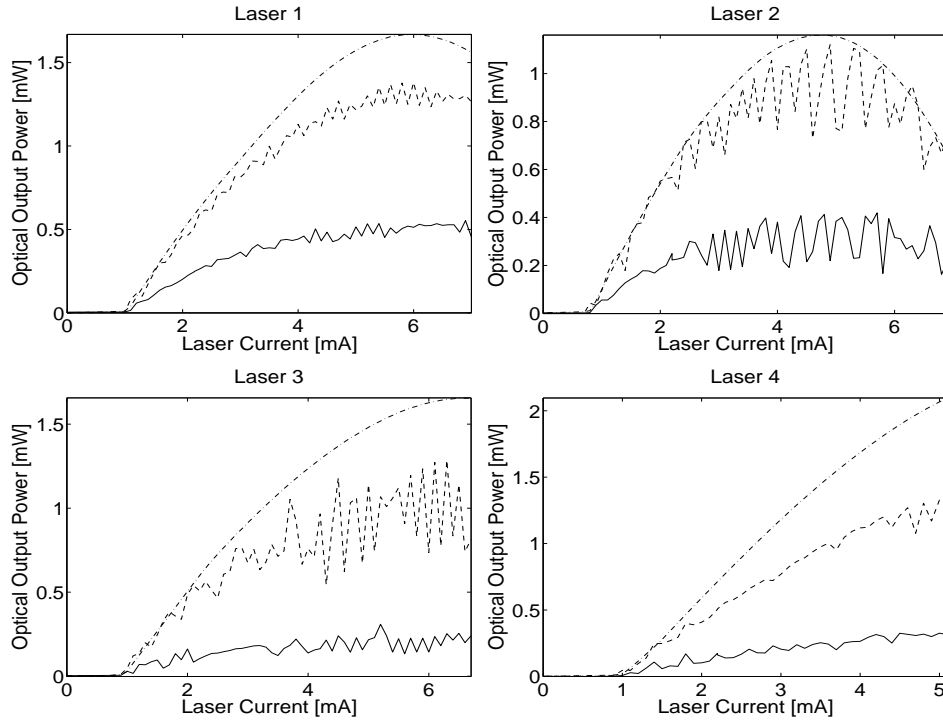 Laser 1
Optical Output Power [mW]
1.5
1
0.5
0
0 2 4 6
Laser Current [mA]
Laser 2
Optical Output Power [mW]
1
0.8
0.6
0.4
0.2
0
0 2 4 6
Laser Current [mA]
Laser 3
Optical Output Power [mW]
1.5
1
0.5
0
0 2 4 6
Laser Current [mA]
Laser 4
Optical Output Power [mW]
2
1.5
1
0.5
0
0 1 2 3 4 5
Laser Current [mA]